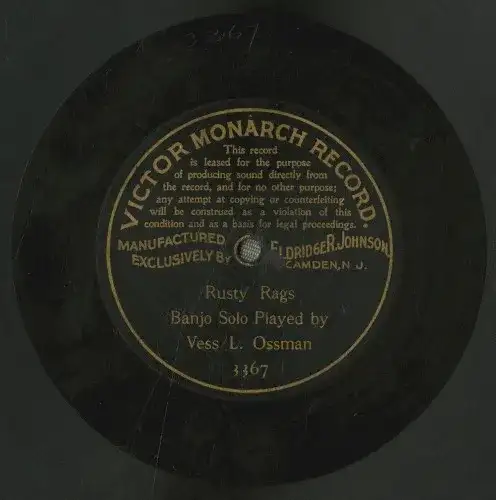 3367
VICTOR MONARCH RECORD.
This record
is leased for the purpose
of producing sound directly from
the record, and for no other purpose;
any attempt at copying or counterfeiting
will be construed as a violation of this
condition and as a basis for legal proceedings.
MANUFACTURED ELDRIDGE R. JOHNSON,
EXCLUSIVELY BY CAMDEN, N.J.
Rusty Rags
Banjo Solo Played by
Vess L. Ossman
3367